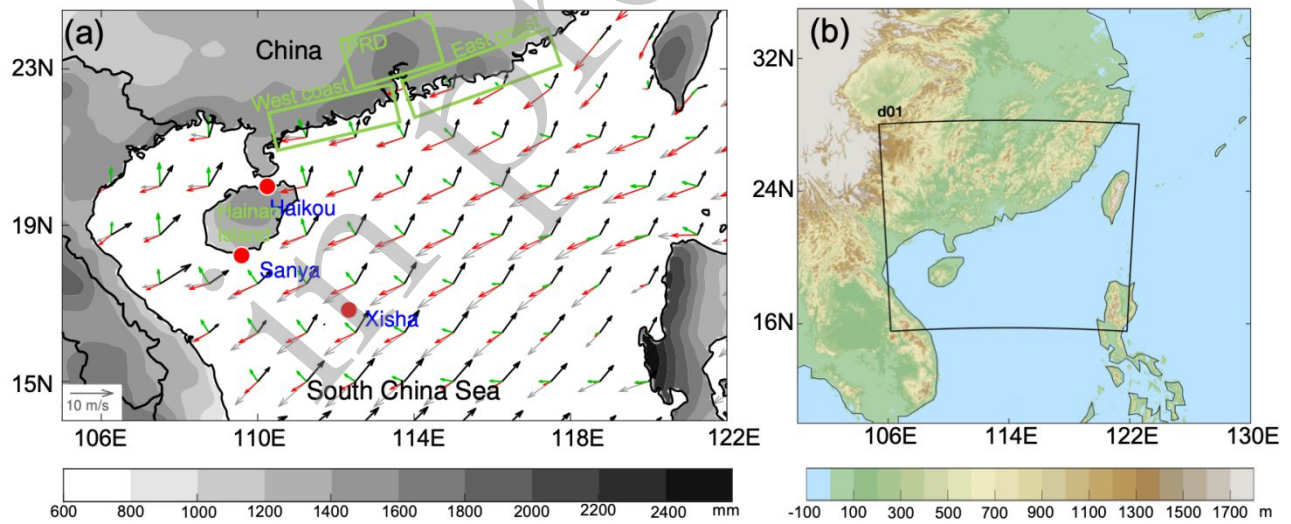 (a)
China
PRD
East coast
West coast
Hainan
Island
Haikou
Sanya
Xisha
South China Sea
10 m/s
23N
19N
15N
106E 110E 114E 118E 122E
600 800 1000 1200 1400 1600 1800 2000 2200 2400 mm
(b)
d01
32N
24N
16N
106E 114E 122E 130E
-100 100 300 500 700 900 1100 1300 1500 1700 m